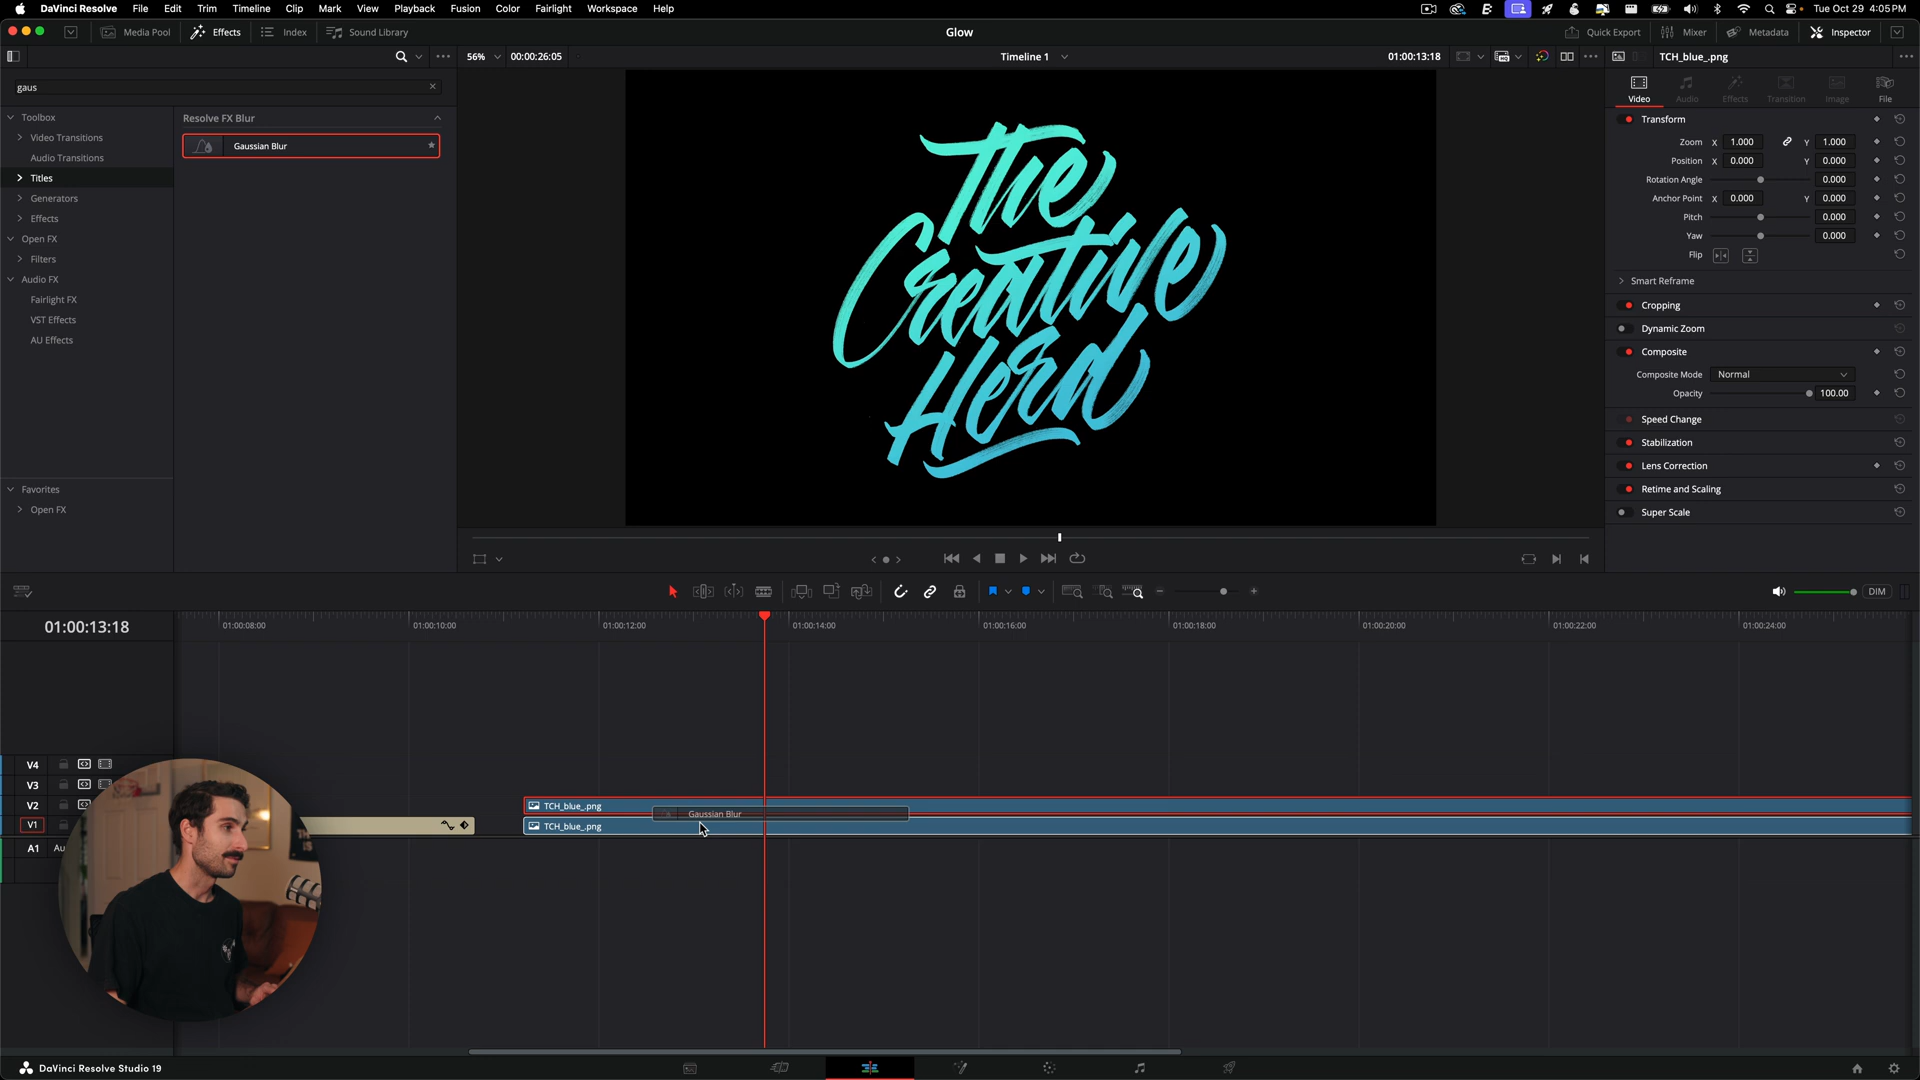 DaVinci Resolve File Edit Trim Timeline Clip Mark View Playback Fusion Color Fairlight Workspace Help
Tue Oct 29 4:05 PM
Media Pool Effects Index Sound Library
Glow
Quick Export Mixer Metadata Inspector
56% 00:00:26:05
Timeline 1
01:00:13:18
TCH_blue_.png
gaus
Toolbox
Video Transitions
Audio Transitions
Titles
Generators
Effects
Open FX
Filters
Audio FX
Fairlight FX
VST Effects
AU Effects
Favorites
Open FX
Resolve FX Blur
Gaussian Blur
The
Creative
Herd
Video Audio Effects Transition Image File
Transform
Zoom X 1.000 Y 1.000
Position X 0.000 Y 0.000
Rotation Angle 0.000
Anchor Point X 0.000 Y 0.000
Pitch 0.000
Yaw 0.000
Flip
Smart Reframe
Cropping
Dynamic Zoom
Composite
Composite Mode Normal
Opacity 100.00
Speed Change
Stabilization
Lens Correction
Retime and Scaling
Super Scale
DIM
01:00:13:18
01:00:08:00 01:00:10:00 01:00:12:00 01:00:14:00 01:00:16:00 01:00:18:00 01:00:20:00 01:00:22:00 01:00:24:00
V4
V3
V2 TCH_blue_.png
Gaussian Blur
V1 TCH_blue_.png
A1 Au
DaVinci Resolve Studio 19